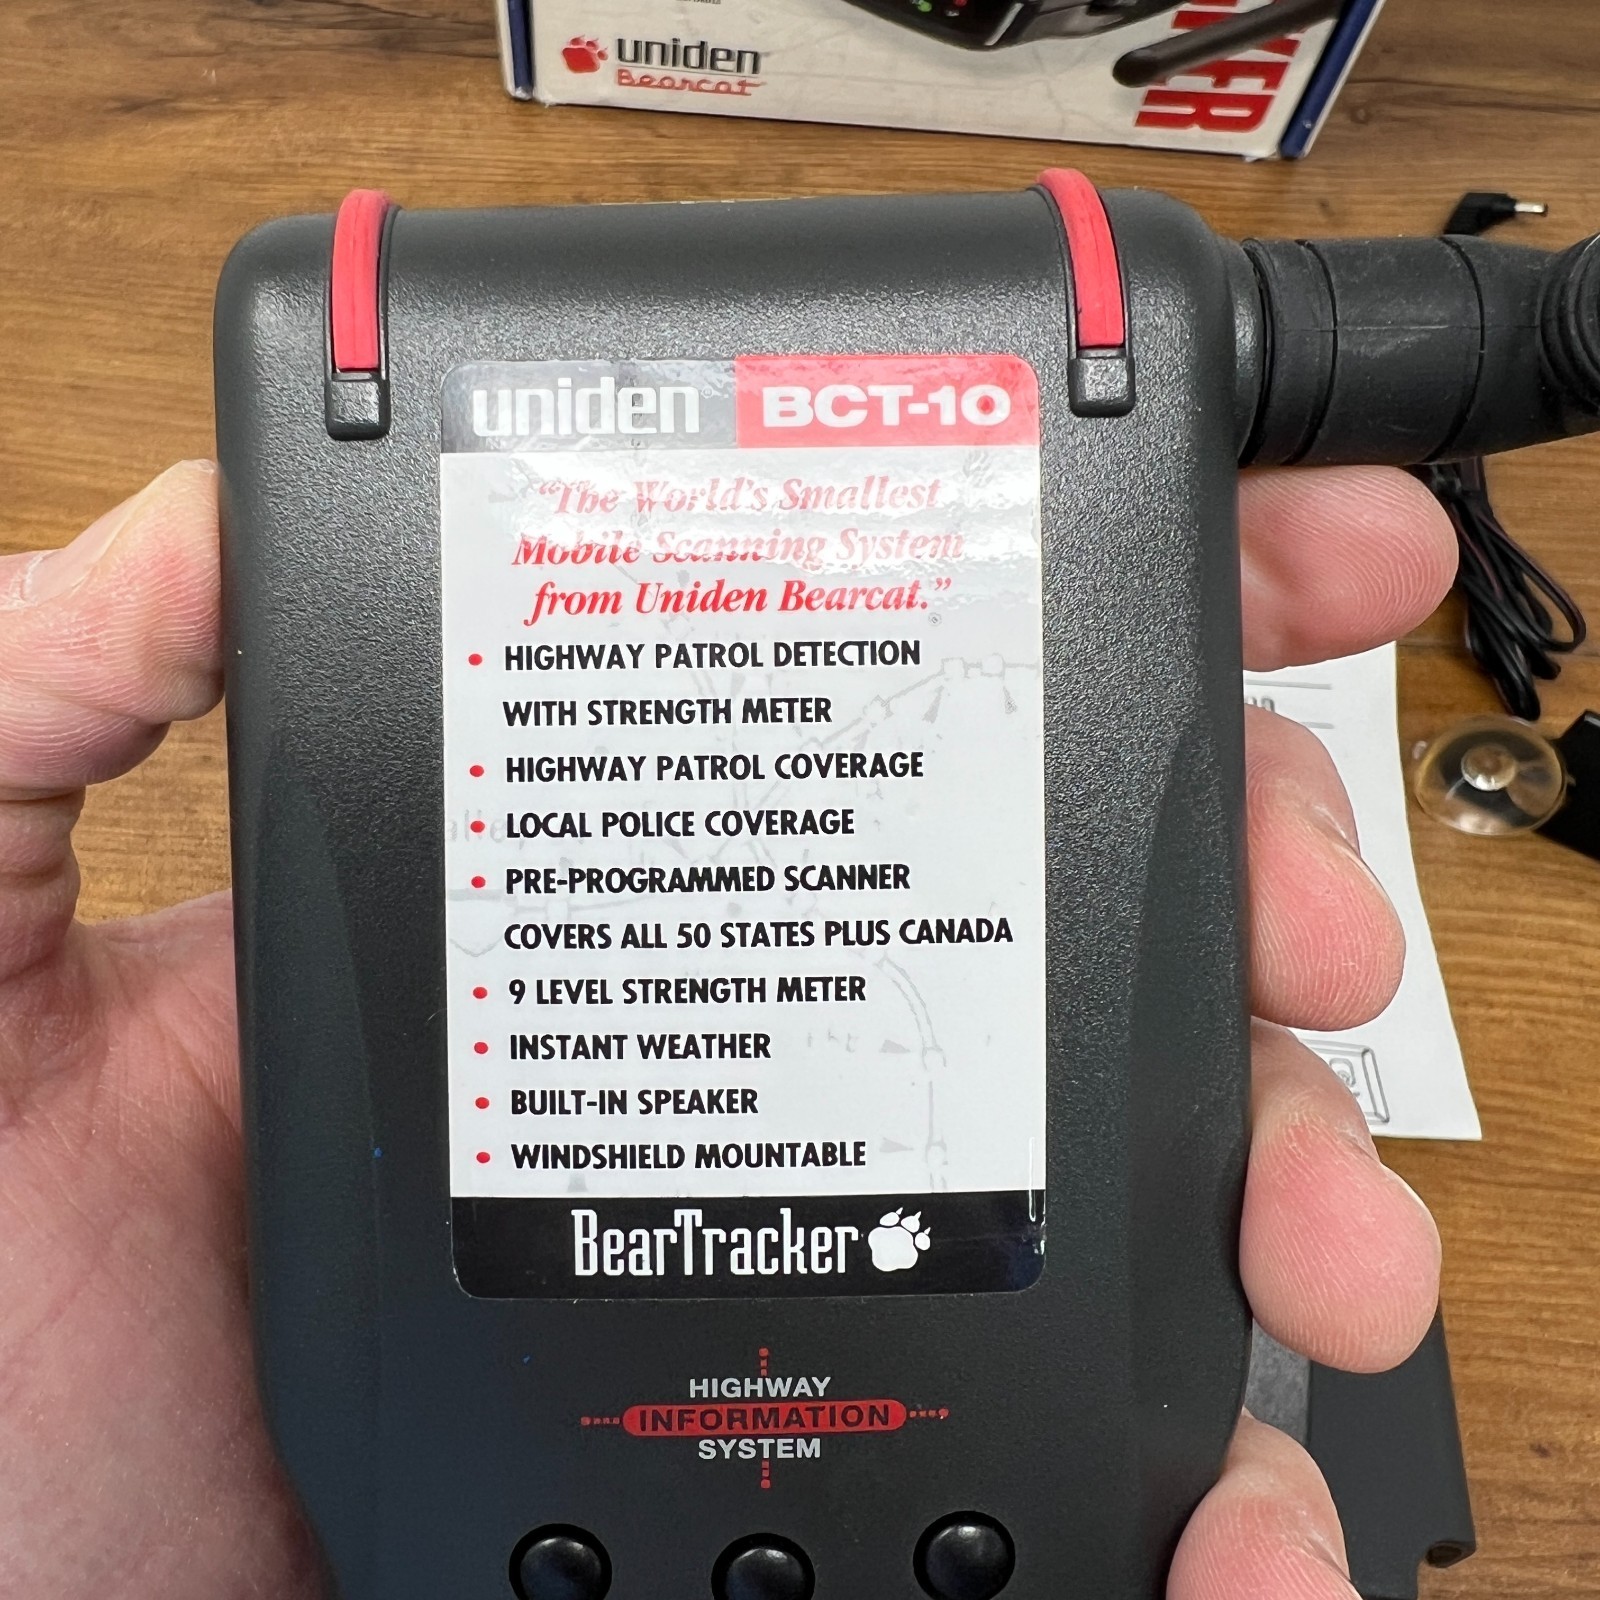 uniden
Bearcat
uniden BCT-10
“The World's Smallest
Mobile Scanning System
from Uniden Bearcat.”
• HIGHWAY PATROL DETECTION
WITH STRENGTH METER
• HIGHWAY PATROL COVERAGE
• LOCAL POLICE COVERAGE
• PRE-PROGRAMMED SCANNER
COVERS ALL 50 STATES PLUS CANADA
• 9 LEVEL STRENGTH METER
• INSTANT WEATHER
• BUILT-IN SPEAKER
• WINDSHIELD MOUNTABLE
BearTracker
HIGHWAY
INFORMATION
SYSTEM